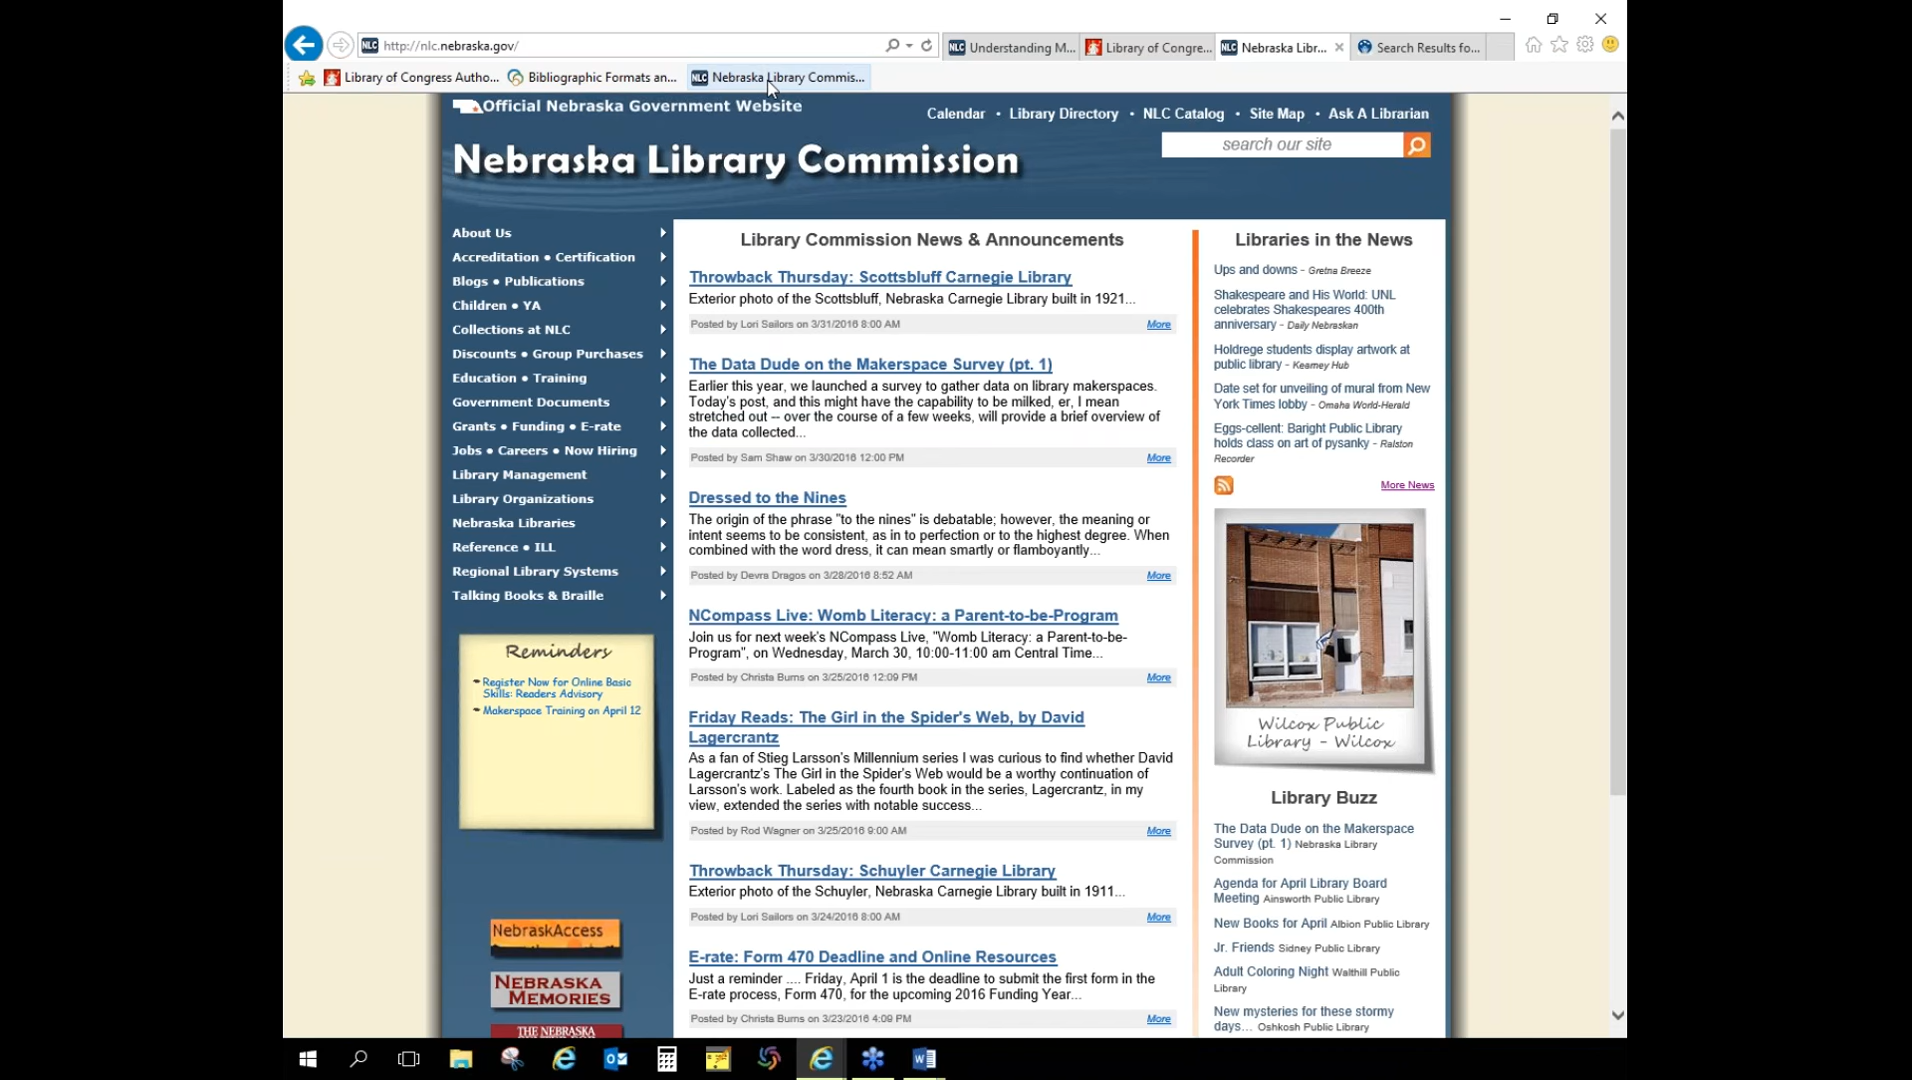 http://nlc.nebraska.gov/
Understanding M...
Library of Congre...
Nebraska Libr...
Search Results fo...
Library of Congress Autho...
Bibliographic Formats an...
Nebraska Library Commis...
Official Nebraska Government Website
Calendar • Library Directory • NLC Catalog • Site Map • Ask A Librarian
Nebraska Library Commission
search our site
About Us
Accreditation • Certification
Blogs • Publications
Children • YA
Collections at NLC
Discounts • Group Purchases
Education • Training
Government Documents
Grants • Funding • E-rate
Jobs • Careers • Now Hiring
Library Management
Library Organizations
Nebraska Libraries
Reference • ILL
Regional Library Systems
Talking Books & Braille
Reminders
Register Now for Online Basic
Skills: Readers Advisory
Makerspace Training on April 12
NebraskAccess
NEBRASKA
MEMORIES
THE NEBRASKA
Library Commission News & Announcements
Throwback Thursday: Scottsbluff Carnegie Library
Exterior photo of the Scottsbluff, Nebraska Carnegie Library built in 1921...
Posted by Lori Sailors on 3/31/2016 8:00 AM More
The Data Dude on the Makerspace Survey (pt. 1)
Earlier this year, we launched a survey to gather data on library makerspaces.
Today's post, and this might have the capability to be milked, er, I mean
stretched out -- over the course of a few weeks, will provide a brief overview of
the data collected...
Posted by Sam Shaw on 3/30/2016 12:00 PM More
Dressed to the Nines
The origin of the phrase "to the nines" is debatable; however, the meaning or
intent seems to be consistent, as in to perfection or to the highest degree. When
combined with the word dress, it can mean smartly or flamboyantly...
Posted by Devra Dragos on 3/28/2016 8:52 AM More
NCompass Live: Womb Literacy: a Parent-to-be-Program
Join us for next week's NCompass Live, "Womb Literacy: a Parent-to-be-
Program", on Wednesday, March 30, 10:00-11:00 am Central Time...
Posted by Christa Burns on 3/25/2016 12:09 PM More
Friday Reads: The Girl in the Spider's Web, by David
Lagercrantz
As a fan of Stieg Larsson's Millennium series I was curious to find whether David
Lagercrantz's The Girl in the Spider's Web would be a worthy continuation of
Larsson's work. Labeled as the fourth book in the series, Lagercrantz, in my
view, extended the series with notable success...
Posted by Rod Wagner on 3/25/2016 9:00 AM More
Throwback Thursday: Schuyler Carnegie Library
Exterior photo of the Schuyler, Nebraska Carnegie Library built in 1911...
Posted by Lori Sailors on 3/24/2016 8:00 AM More
E-rate: Form 470 Deadline and Online Resources
Just a reminder .... Friday, April 1 is the deadline to submit the first form in the
E-rate process, Form 470, for the upcoming 2016 Funding Year...
Posted by Christa Burns on 3/23/2016 4:09 PM More
Libraries in the News
Ups and downs - Gretna Breeze
Shakespeare and His World: UNL
celebrates Shakespeares 400th
anniversary - Daily Nebraskan
Holdrege students display artwork at
public library - Kearney Hub
Date set for unveiling of mural from New
York Times lobby - Omaha World-Herald
Eggs-cellent: Baright Public Library
holds class on art of pysanky - Ralston
Recorder
More News
Wilcox Public
Library - Wilcox
Library Buzz
The Data Dude on the Makerspace
Survey (pt. 1) Nebraska Library
Commission
Agenda for April Library Board
Meeting Ainsworth Public Library
New Books for April Albion Public Library
Jr. Friends Sidney Public Library
Adult Coloring Night Walthill Public
Library
New mysteries for these stormy
days... Oshkosh Public Library